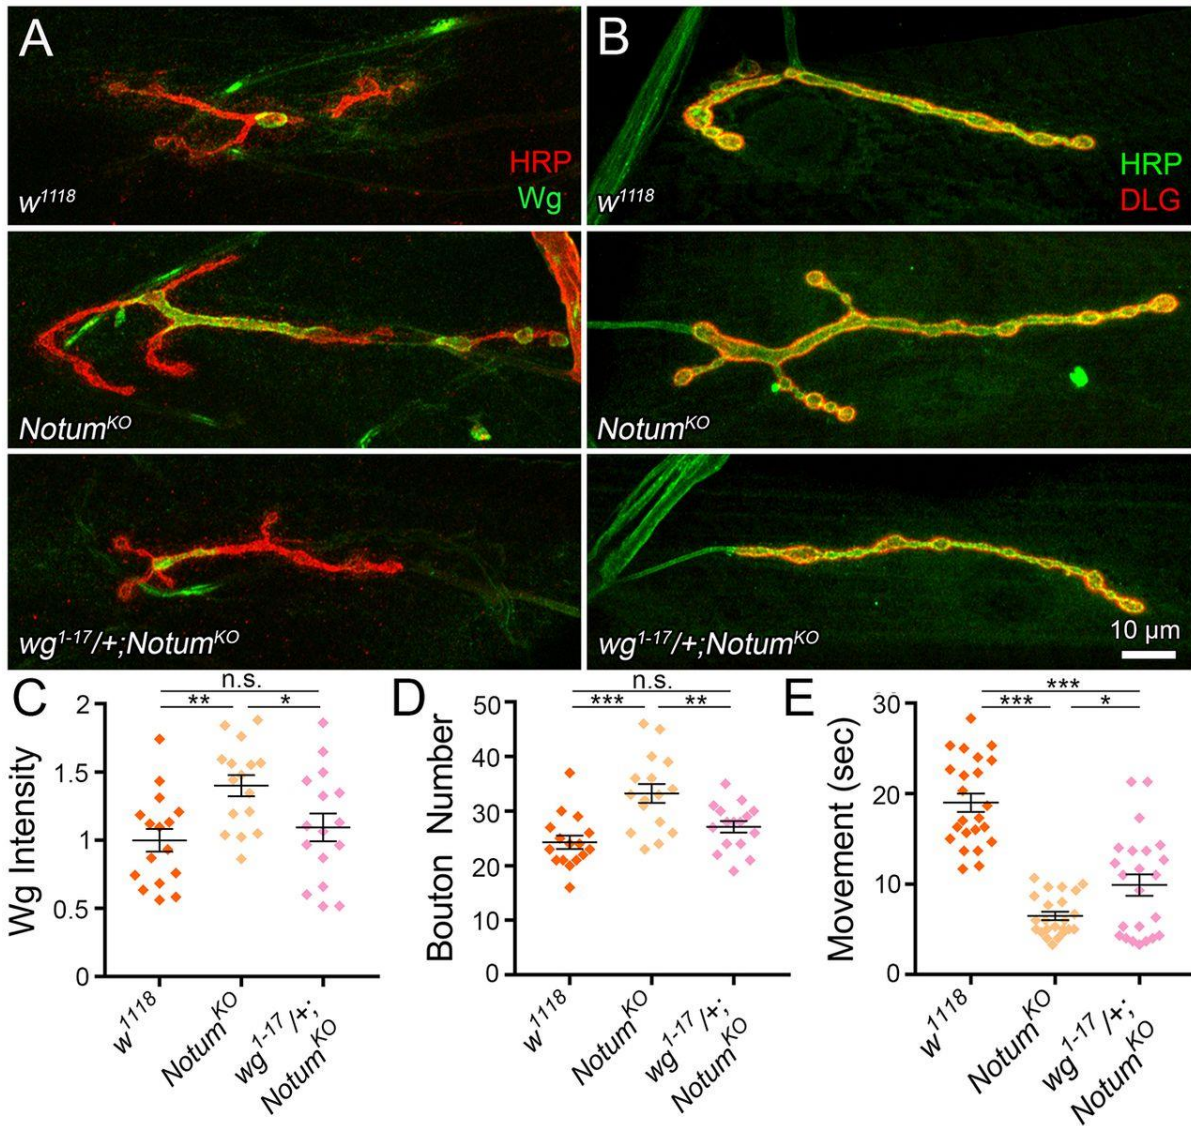 A
HRP
Wg
w¹¹¹⁸
B
HRP
DLG
w¹¹¹⁸
Notumᴷᴼ
Notumᴷᴼ
wg¹⁻¹⁷/+;Notumᴷᴼ
wg¹⁻¹⁷/+;Notumᴷᴼ
10 µm
C
n.s.
** *
Wg Intensity
2
1.5
1
0.5
0
w¹¹¹⁸
Notumᴷᴼ
wg¹⁻¹⁷/+;
Notumᴷᴼ
D
n.s.
*** **
Bouton Number
50
40
30
20
10
0
w¹¹¹⁸
Notumᴷᴼ
wg¹⁻¹⁷/+;
Notumᴷᴼ
E
***
*** *
Movement (sec)
30
20
10
0
w¹¹¹⁸
Notumᴷᴼ
wg¹⁻¹⁷/+;
Notumᴷᴼ